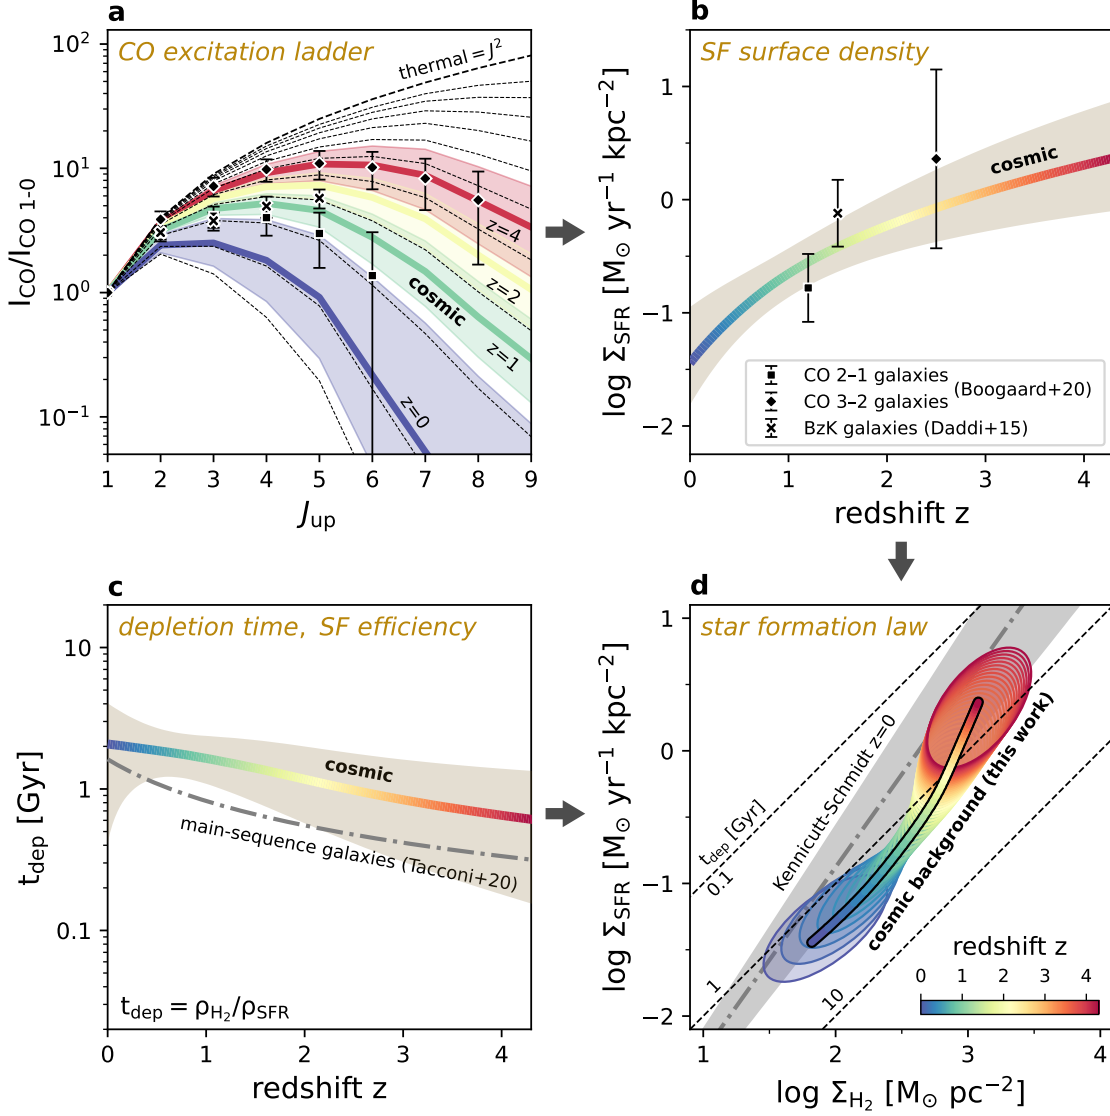 a
CO excitation ladder
thermal = J²
z=4
z=2
cosmic
z=1
z=0
10²
10¹
10⁰
10⁻¹
I_CO/I_CO 1-0
1 2 3 4 5 6 7 8 9
J_up
b
SF surface density
cosmic
1
0
−1
−2
log Σ_SFR [M_⊙ yr⁻¹ kpc⁻²]
CO 2–1 galaxies
CO 3–2 galaxies
(Boogaard+20)
BzK galaxies (Daddi+15)
0 1 2 3 4
redshift z
c
depletion time, SF efficiency
cosmic
main-sequence galaxies (Tacconi+20)
10
1
0.1
t_dep [Gyr]
t_dep = ρ_H₂/ρ_SFR
0 1 2 3 4
redshift z
d
star formation law
Kennicutt-Schmidt z=0
t_dep [Gyr]
0.1
cosmic background (this work)
1
10
redshift z
0 1 2 3 4
1
0
−1
−2
log Σ_SFR [M_⊙ yr⁻¹ kpc⁻²]
1 2 3 4
log Σ_H₂ [M_⊙ pc⁻²]